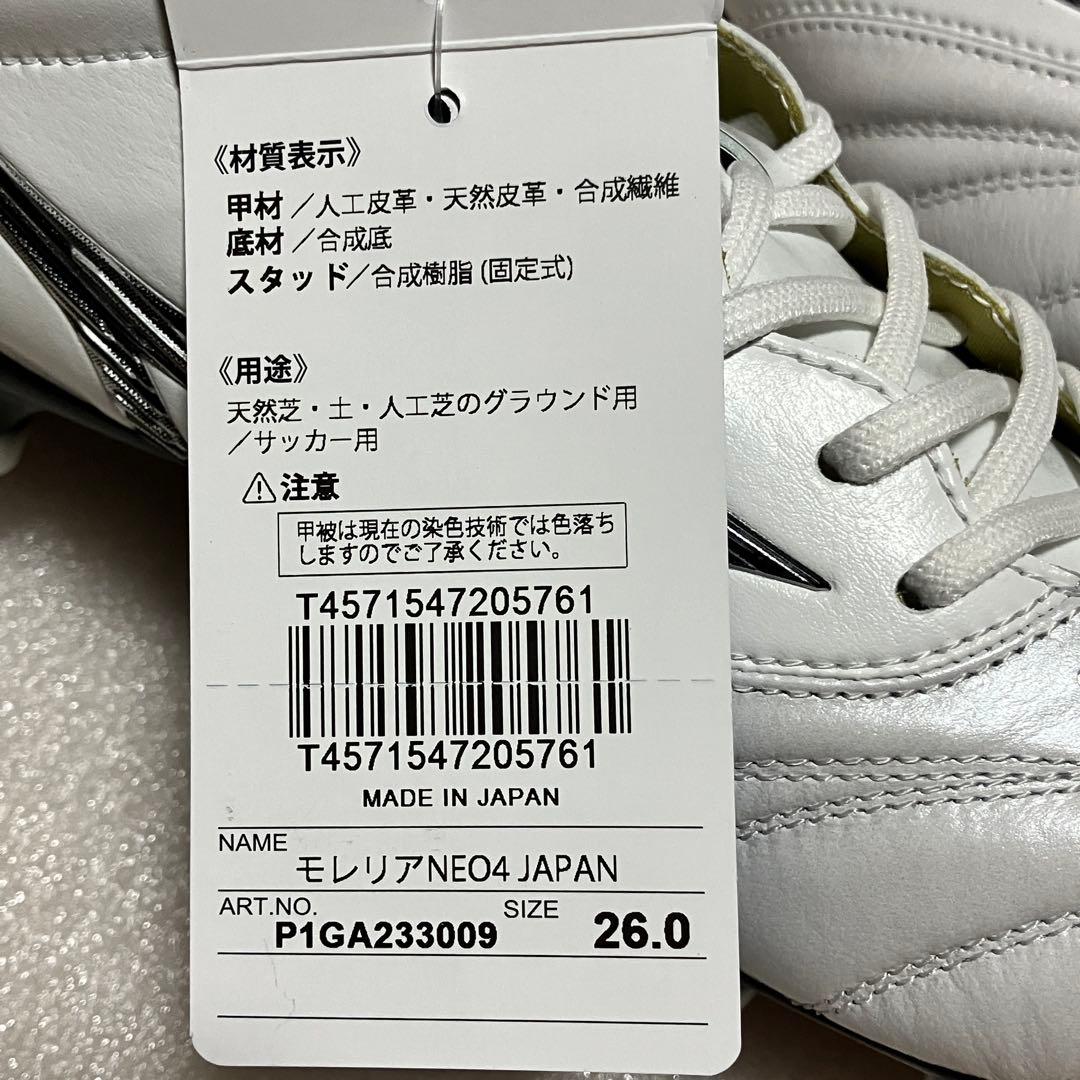 《材質表示》
甲材／人工皮革・天然皮革・合成繊維
底材／合成底
スタッド／合成樹脂(固定式)
《用途》
天然芝・土・人工芝のグラウンド用
／サッカー用
⚠注意
甲被は現在の染色技術では色落ち
しますのでご了承ください。
T4571547205761
T4571547205761
MADE IN JAPAN
NAME
モレリアNEO4 JAPAN
ART.NO. SIZE
P1GA233009 26.0